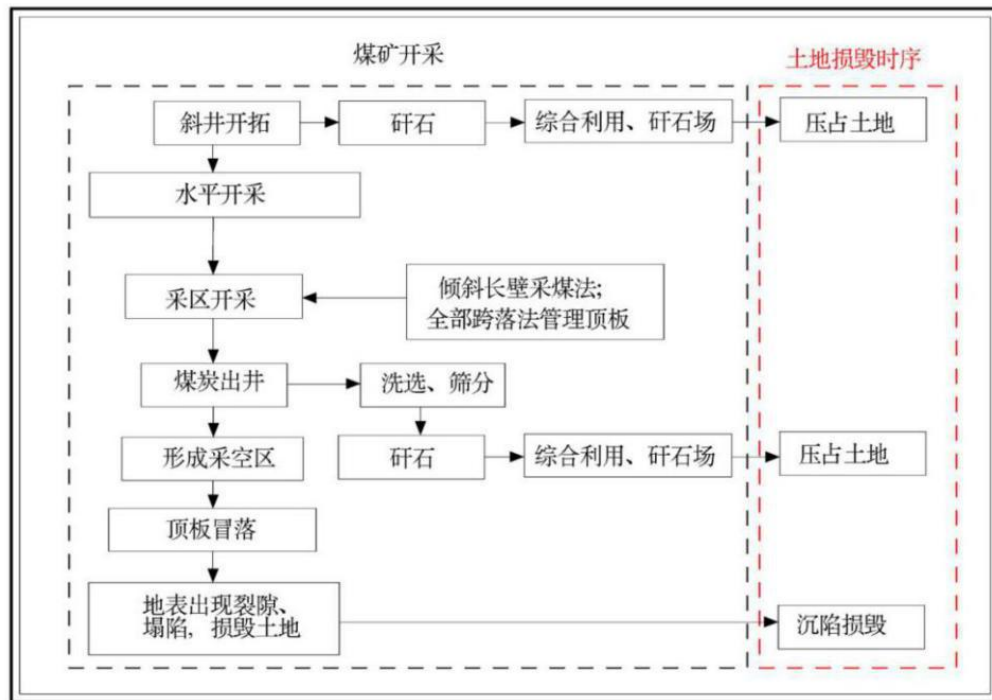 煤矿开采
土地损毁时序
斜井开拓
矸石
综合利用、矸石场
压占土地
水平开采
采区开采
倾斜长壁采煤法;
全部跨落法管理顶板
煤炭出井
洗选、筛分
形成采空区
矸石
综合利用、矸石场
压占土地
顶板冒落
地表出现裂隙、
塌陷, 损毁土地
沉陷损毁